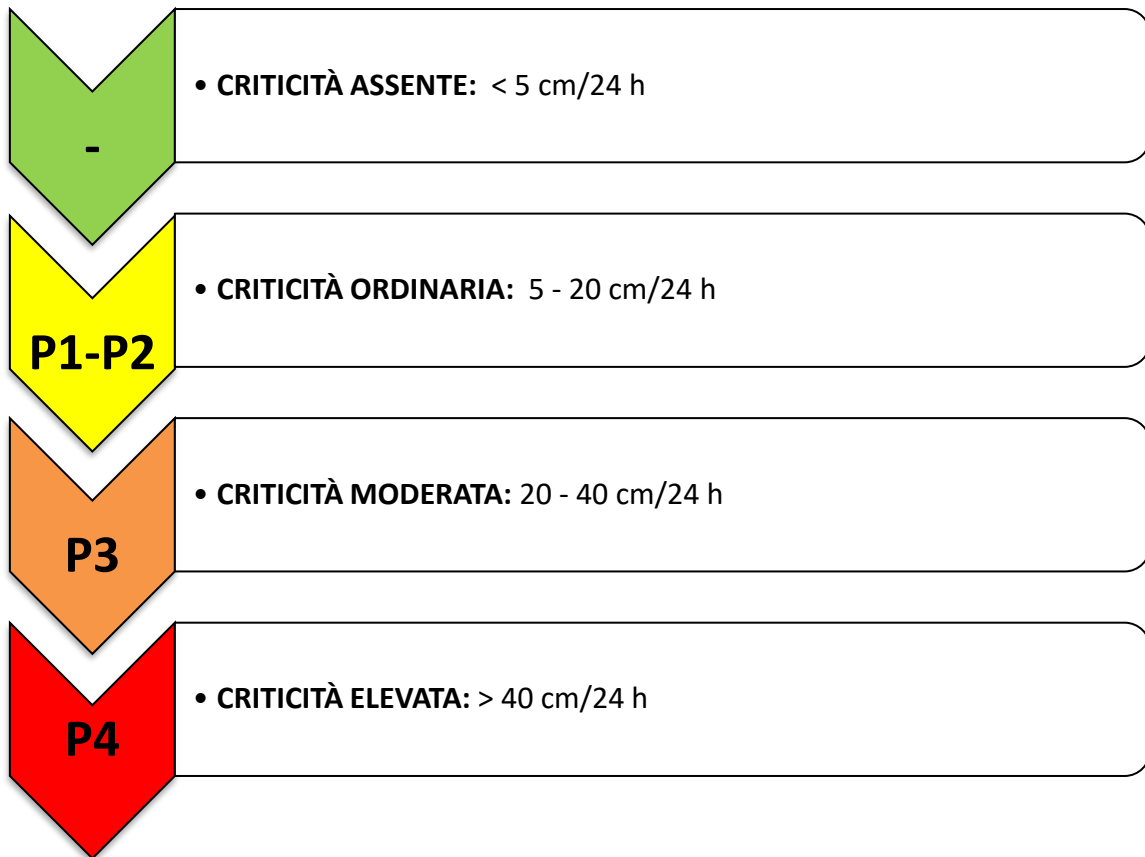 -
• CRITICITÀ ASSENTE: < 5 cm/24 h
P1-P2
• CRITICITÀ ORDINARIA: 5 - 20 cm/24 h
P3
• CRITICITÀ MODERATA: 20 - 40 cm/24 h
P4
• CRITICITÀ ELEVATA: > 40 cm/24 h